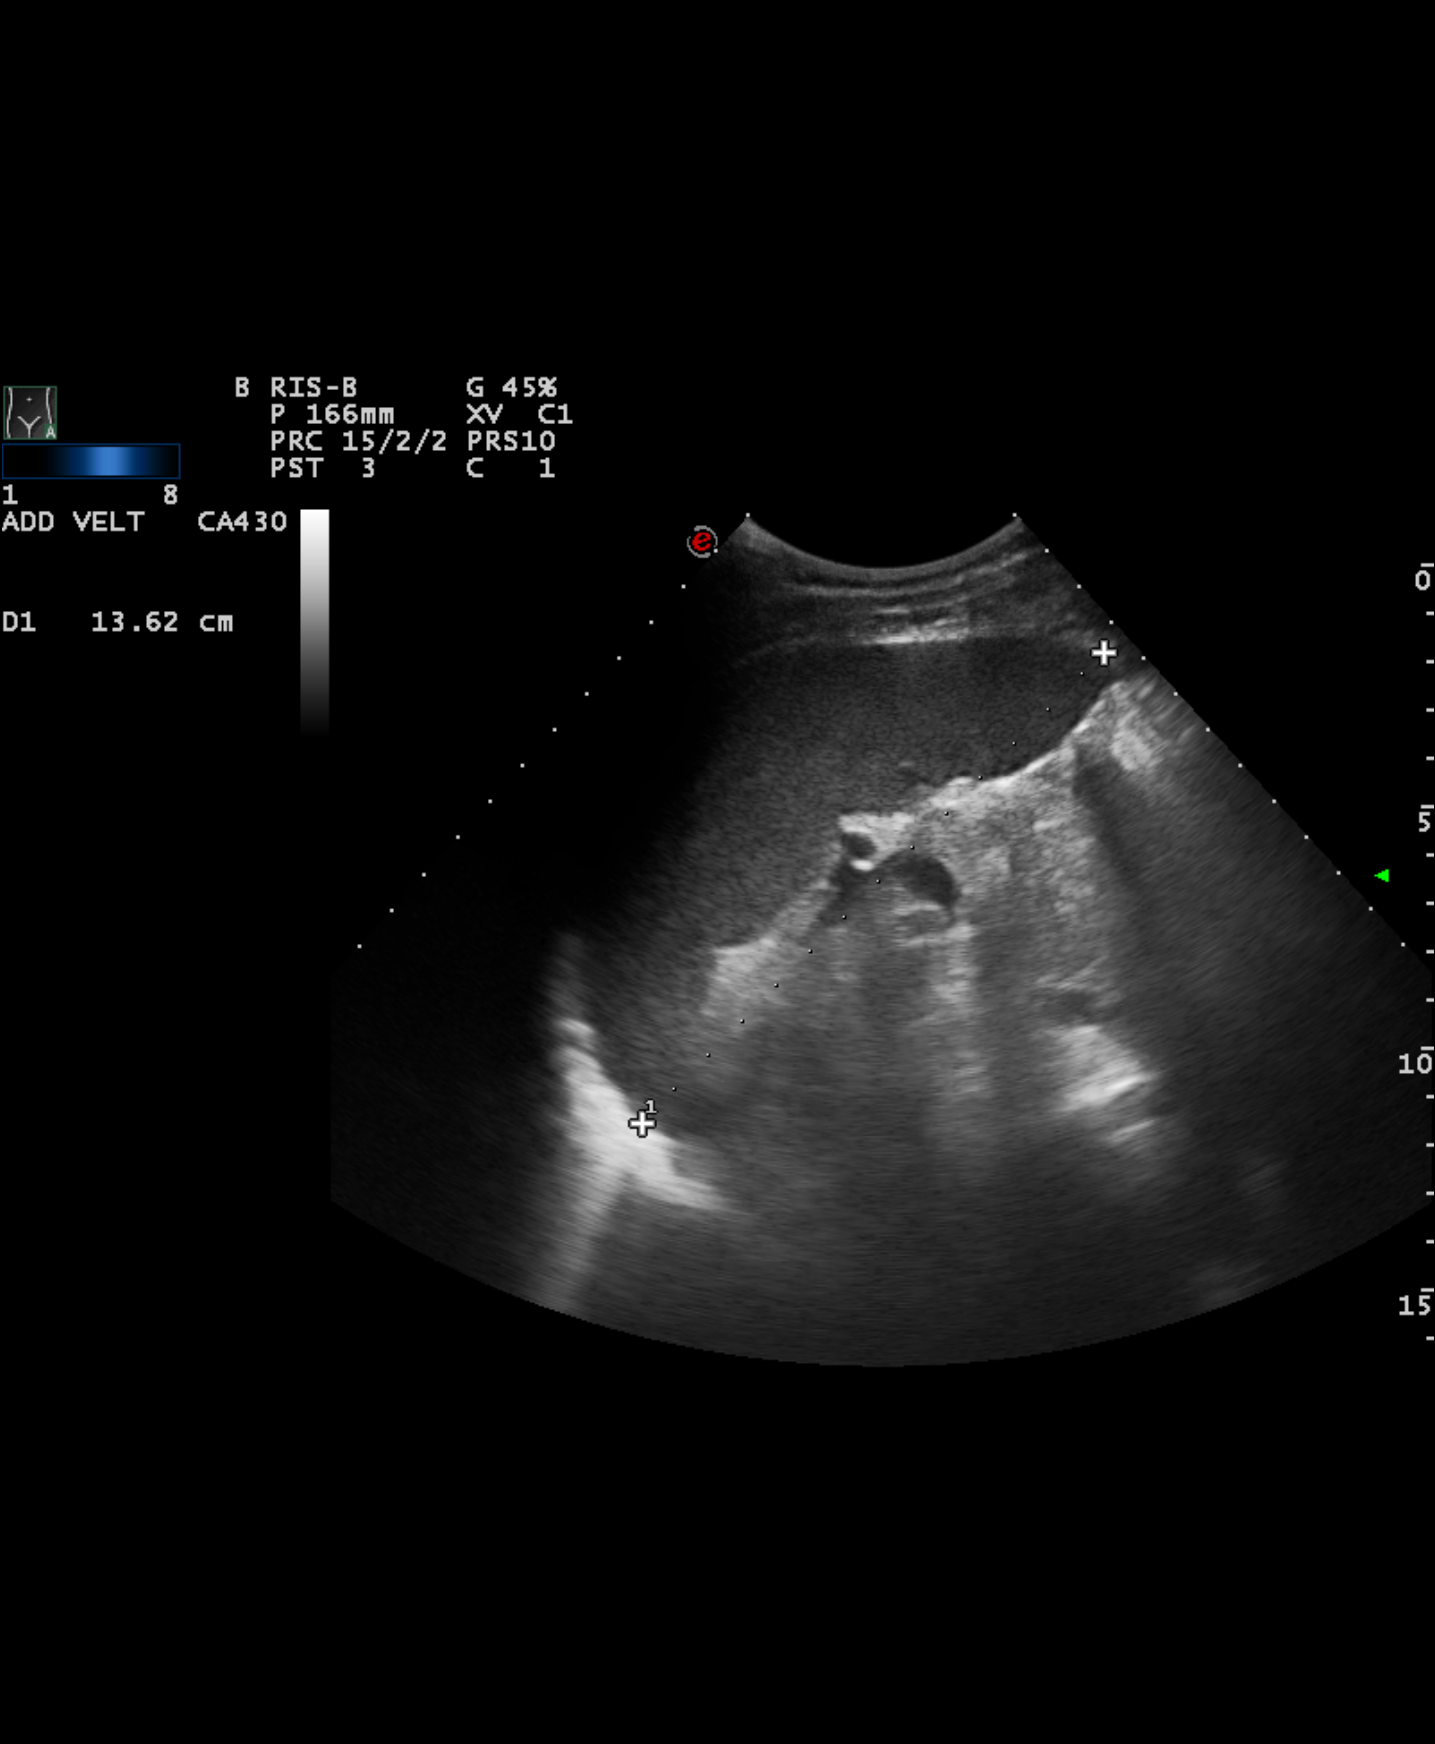 B RIS-B G 45%
P 166mm XV C1
PRC 15/2/2 PRS10
PST 3 C 1
A
1 8
ADD VELT CA430
e
D1 13.62 cm
0
5
1
10
15